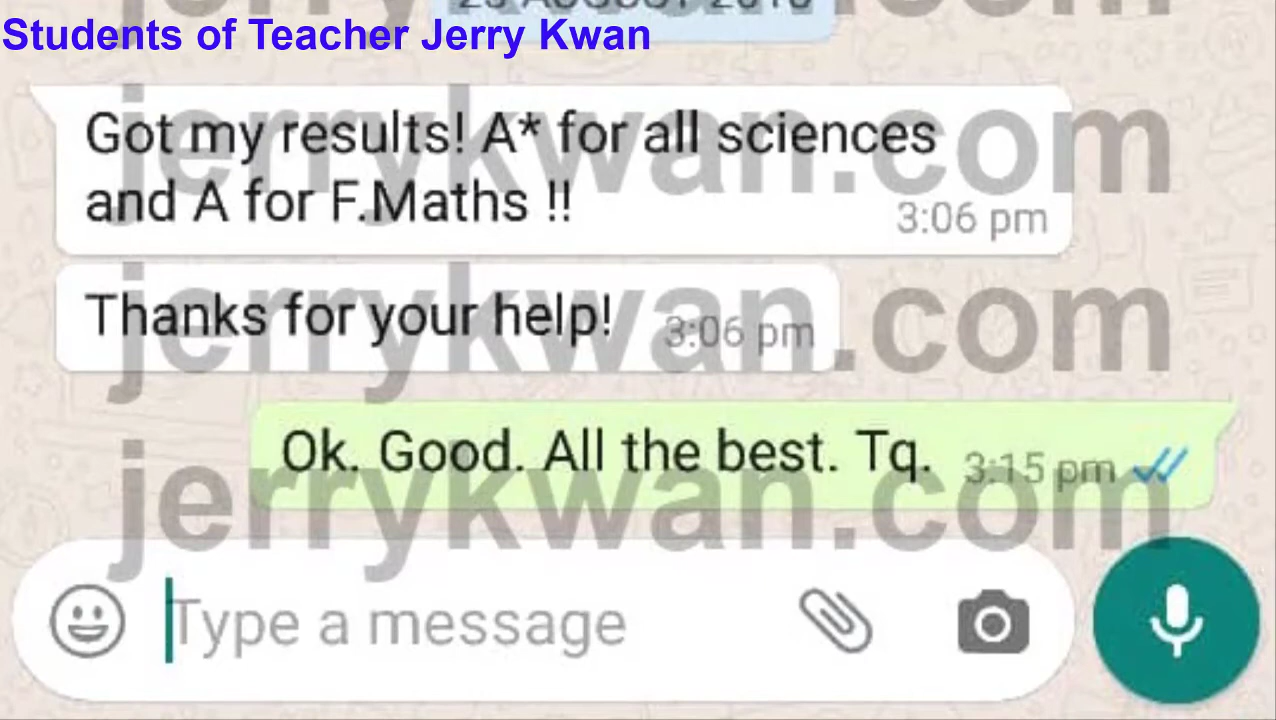 Students of Teacher Jerry Kwan
Got my results! A* for all sciences
and A for F.Maths !!
3:06 pm
Thanks for your help!
3:06 pm
Ok. Good. All the best. Tq.
3:15 pm
Type a message
jerrykwan.com
jerrykwan.com
jerrykwan.com